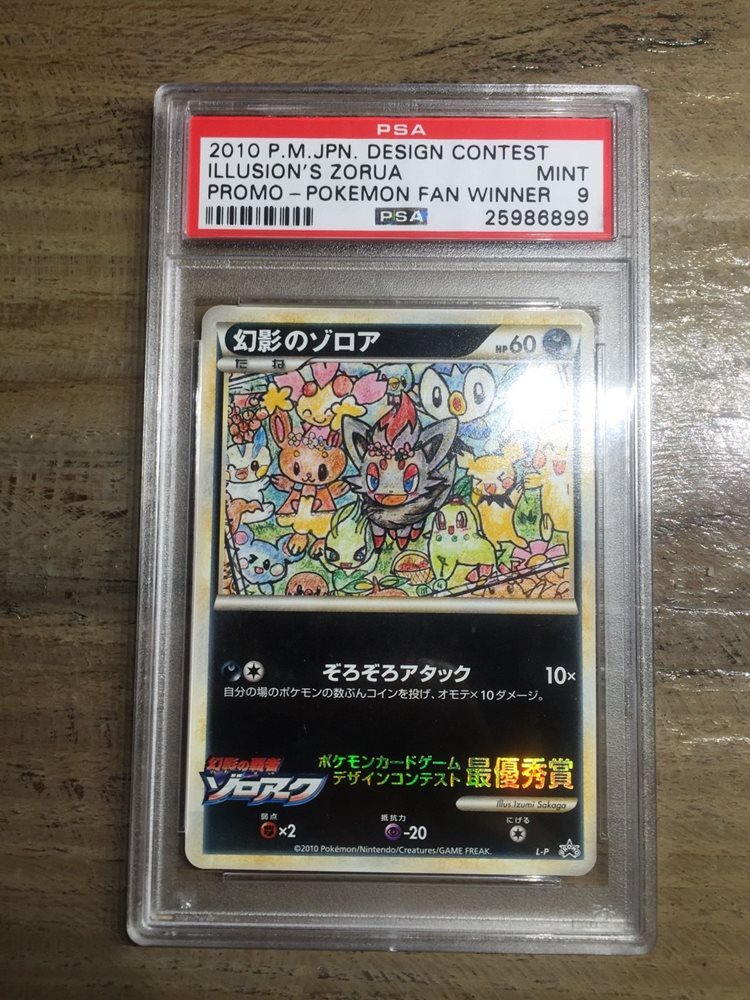 PSA
2010 P.M.JPN. DESIGN CONTEST
ILLUSION'S ZORUA MINT
PROMO – POKEMON FAN WINNER 9
PSA 25986899
幻影のゾロア HP60
たね
ぞろぞろアタック 10×
自分の場のポケモンの数ぶんコインを投げ、オモテ×10ダメージ。
幻影の覇者
ゾロアーク
ポケモンカードゲーム
デザインコンテスト 最優秀賞
Illus.Izumi Sakaga
弱点 抵抗力 にげる
×2 -20
©2010 Pokémon/Nintendo/Creatures/GAME FREAK. L-P